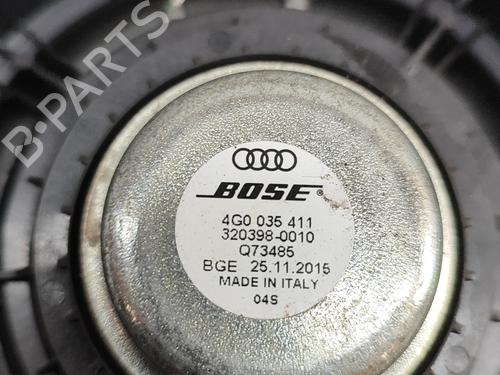 B-PARTS
BOSE
4G0 035 411
320398-0010
Q73485
BGE 25.11.2015
MADE IN ITALY
04S